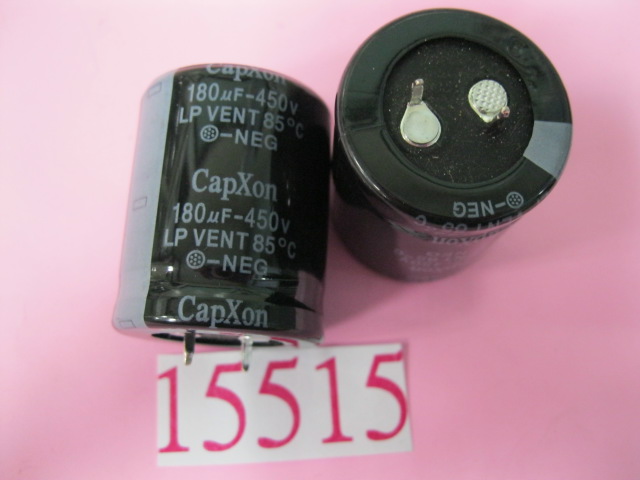 CapXon
180μF-450v
LP VENT 85°C
-NEG
CapXon
180μF-450v
LP VENT 85°C
-NEG
CapXon
-NEG
15515